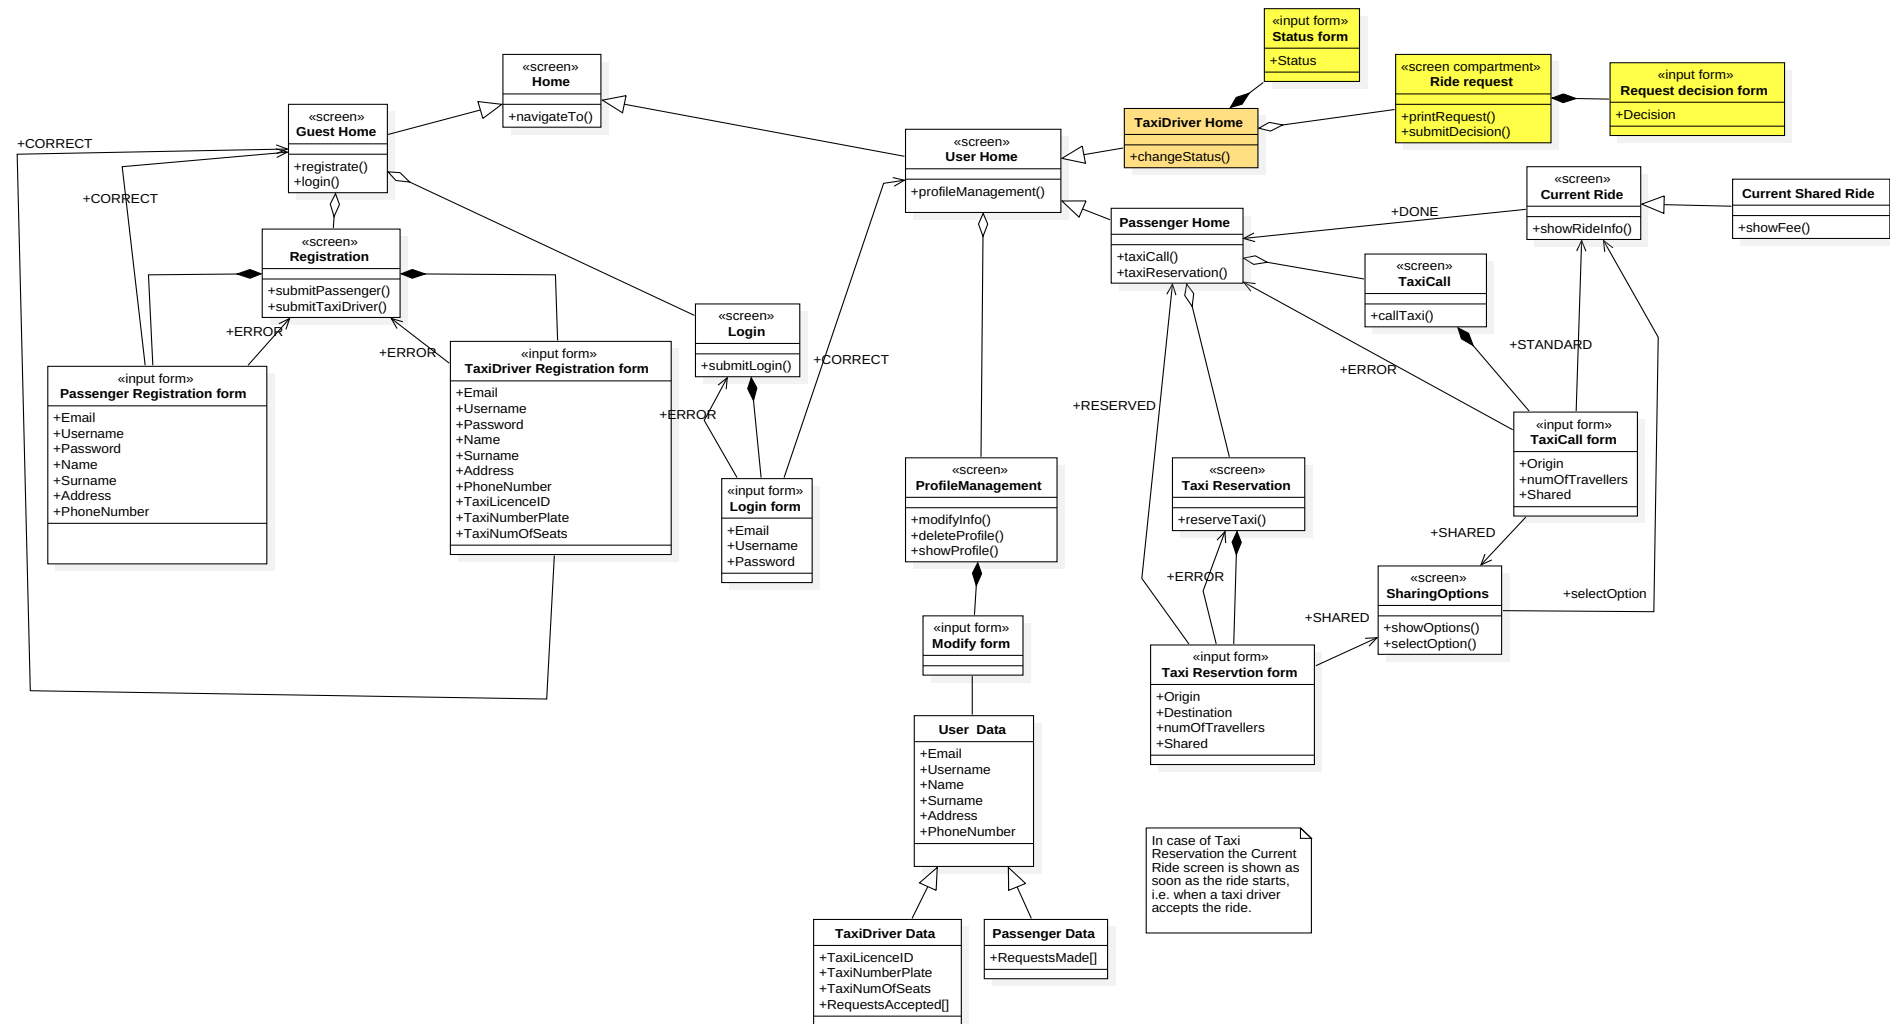 «input form»
Status form
+Status
«screen compartment»
Ride request
+printRequest()
+submitDecision()
«input form»
Request decision form
+Decision
«screen»
Home
+navigateTo()
«screen»
Guest Home
+registrate()
+login()
+CORRECT
+CORRECT
«screen»
User Home
+profileManagement()
TaxiDriver Home
+changeStatus()
«screen»
Current Ride
+showRideInfo()
Current Shared Ride
+showFee()
+DONE
Passenger Home
+taxiCall()
+taxiReservation()
«screen»
Registration
+submitPassenger()
+submitTaxiDriver()
«screen»
TaxiCall
+callTaxi()
+ERROR
+ERROR
«screen»
Login
+submitLogin()
+CORRECT
+STANDARD
+ERROR
«input form»
Passenger Registration form
+Email
+Username
+Password
+Name
+Surname
+Address
+PhoneNumber
«input form»
TaxiDriver Registration form
+Email
+Username
+Password
+Name
+Surname
+Address
+PhoneNumber
+TaxiLicenceID
+TaxiNumberPlate
+TaxiNumOfSeats
+ERROR
+RESERVED
«input form»
Login form
+Email
+Username
+Password
«screen»
ProfileManagement
+modifyInfo()
+deleteProfile()
+showProfile()
«screen»
Taxi Reservation
+reserveTaxi()
«input form»
TaxiCall form
+Origin
+numOfTravellers
+Shared
+SHARED
+ERROR
«screen»
SharingOptions
+showOptions()
+selectOption()
+selectOption
+SHARED
«input form»
Modify form
«input form»
Taxi Reservtion form
+Origin
+Destination
+numOfTravellers
+Shared
User  Data
+Email
+Username
+Name
+Surname
+Address
+PhoneNumber
In case of Taxi
Reservation the Current
Ride screen is shown as
soon as the ride starts,
i.e. when a taxi driver
accepts the ride.
TaxiDriver Data
+TaxiLicenceID
+TaxiNumberPlate
+TaxiNumOfSeats
+RequestsAccepted[]
Passenger Data
+RequestsMade[]